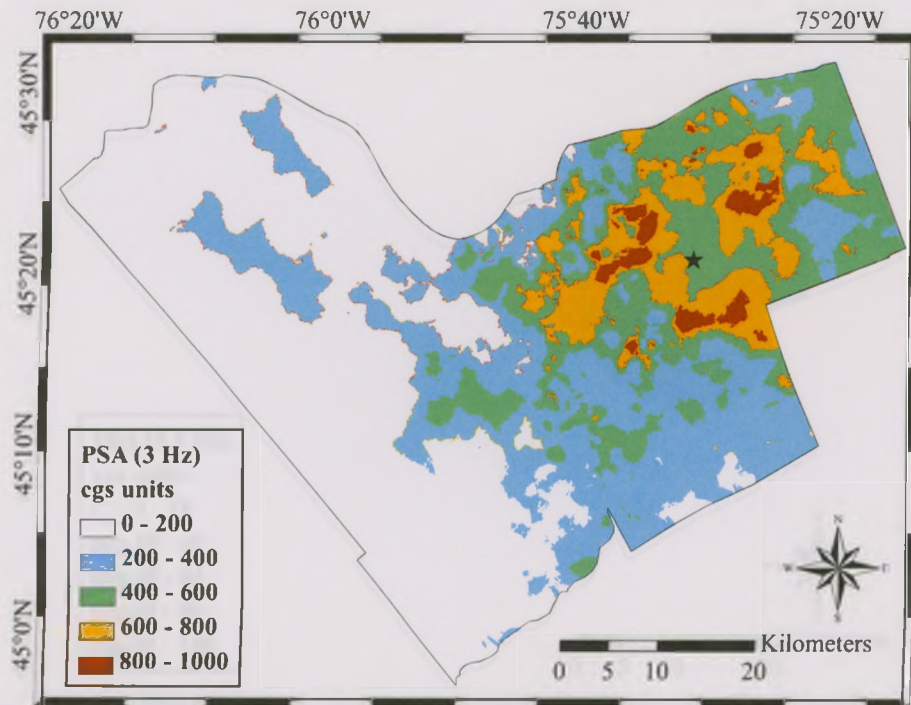 76°20'W 76°0'W 75°40'W 75°20'W
45°30'N
45°20'N
45°10'N
45°0'N
PSA (3 Hz)
cgs units
0 - 200
200 - 400
400 - 600
600 - 800
800 - 1000
N
W E
S
Kilometers
0 5 10 20